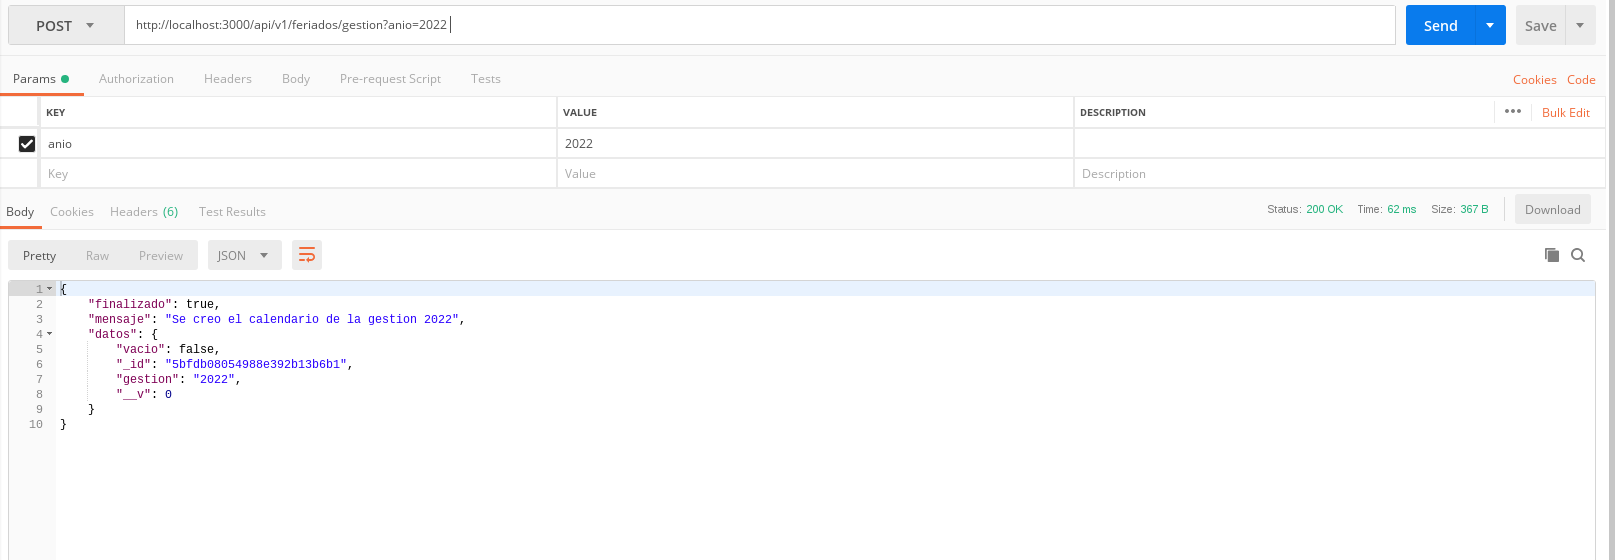 POST http://localhost:3000/api/v1/feriados/gestion?anio=2022 Send Save
Params Authorization Headers Body Pre-request Script Tests Cookies Code
KEY VALUE DESCRIPTION ••• Bulk Edit
anio 2022
Key Value Description
Body Cookies Headers (6) Test Results Status: 200 OK Time: 62 ms Size: 367 B Download
Pretty Raw Preview JSON
1 {
2 "finalizado": true,
3 "mensaje": "Se creo el calendario de la gestion 2022",
4 "datos": {
5 "vacio": false,
6 "_id": "5bfdb08054988e392b13b6b1",
7 "gestion": "2022",
8 "__v": 0
9 }
10 }